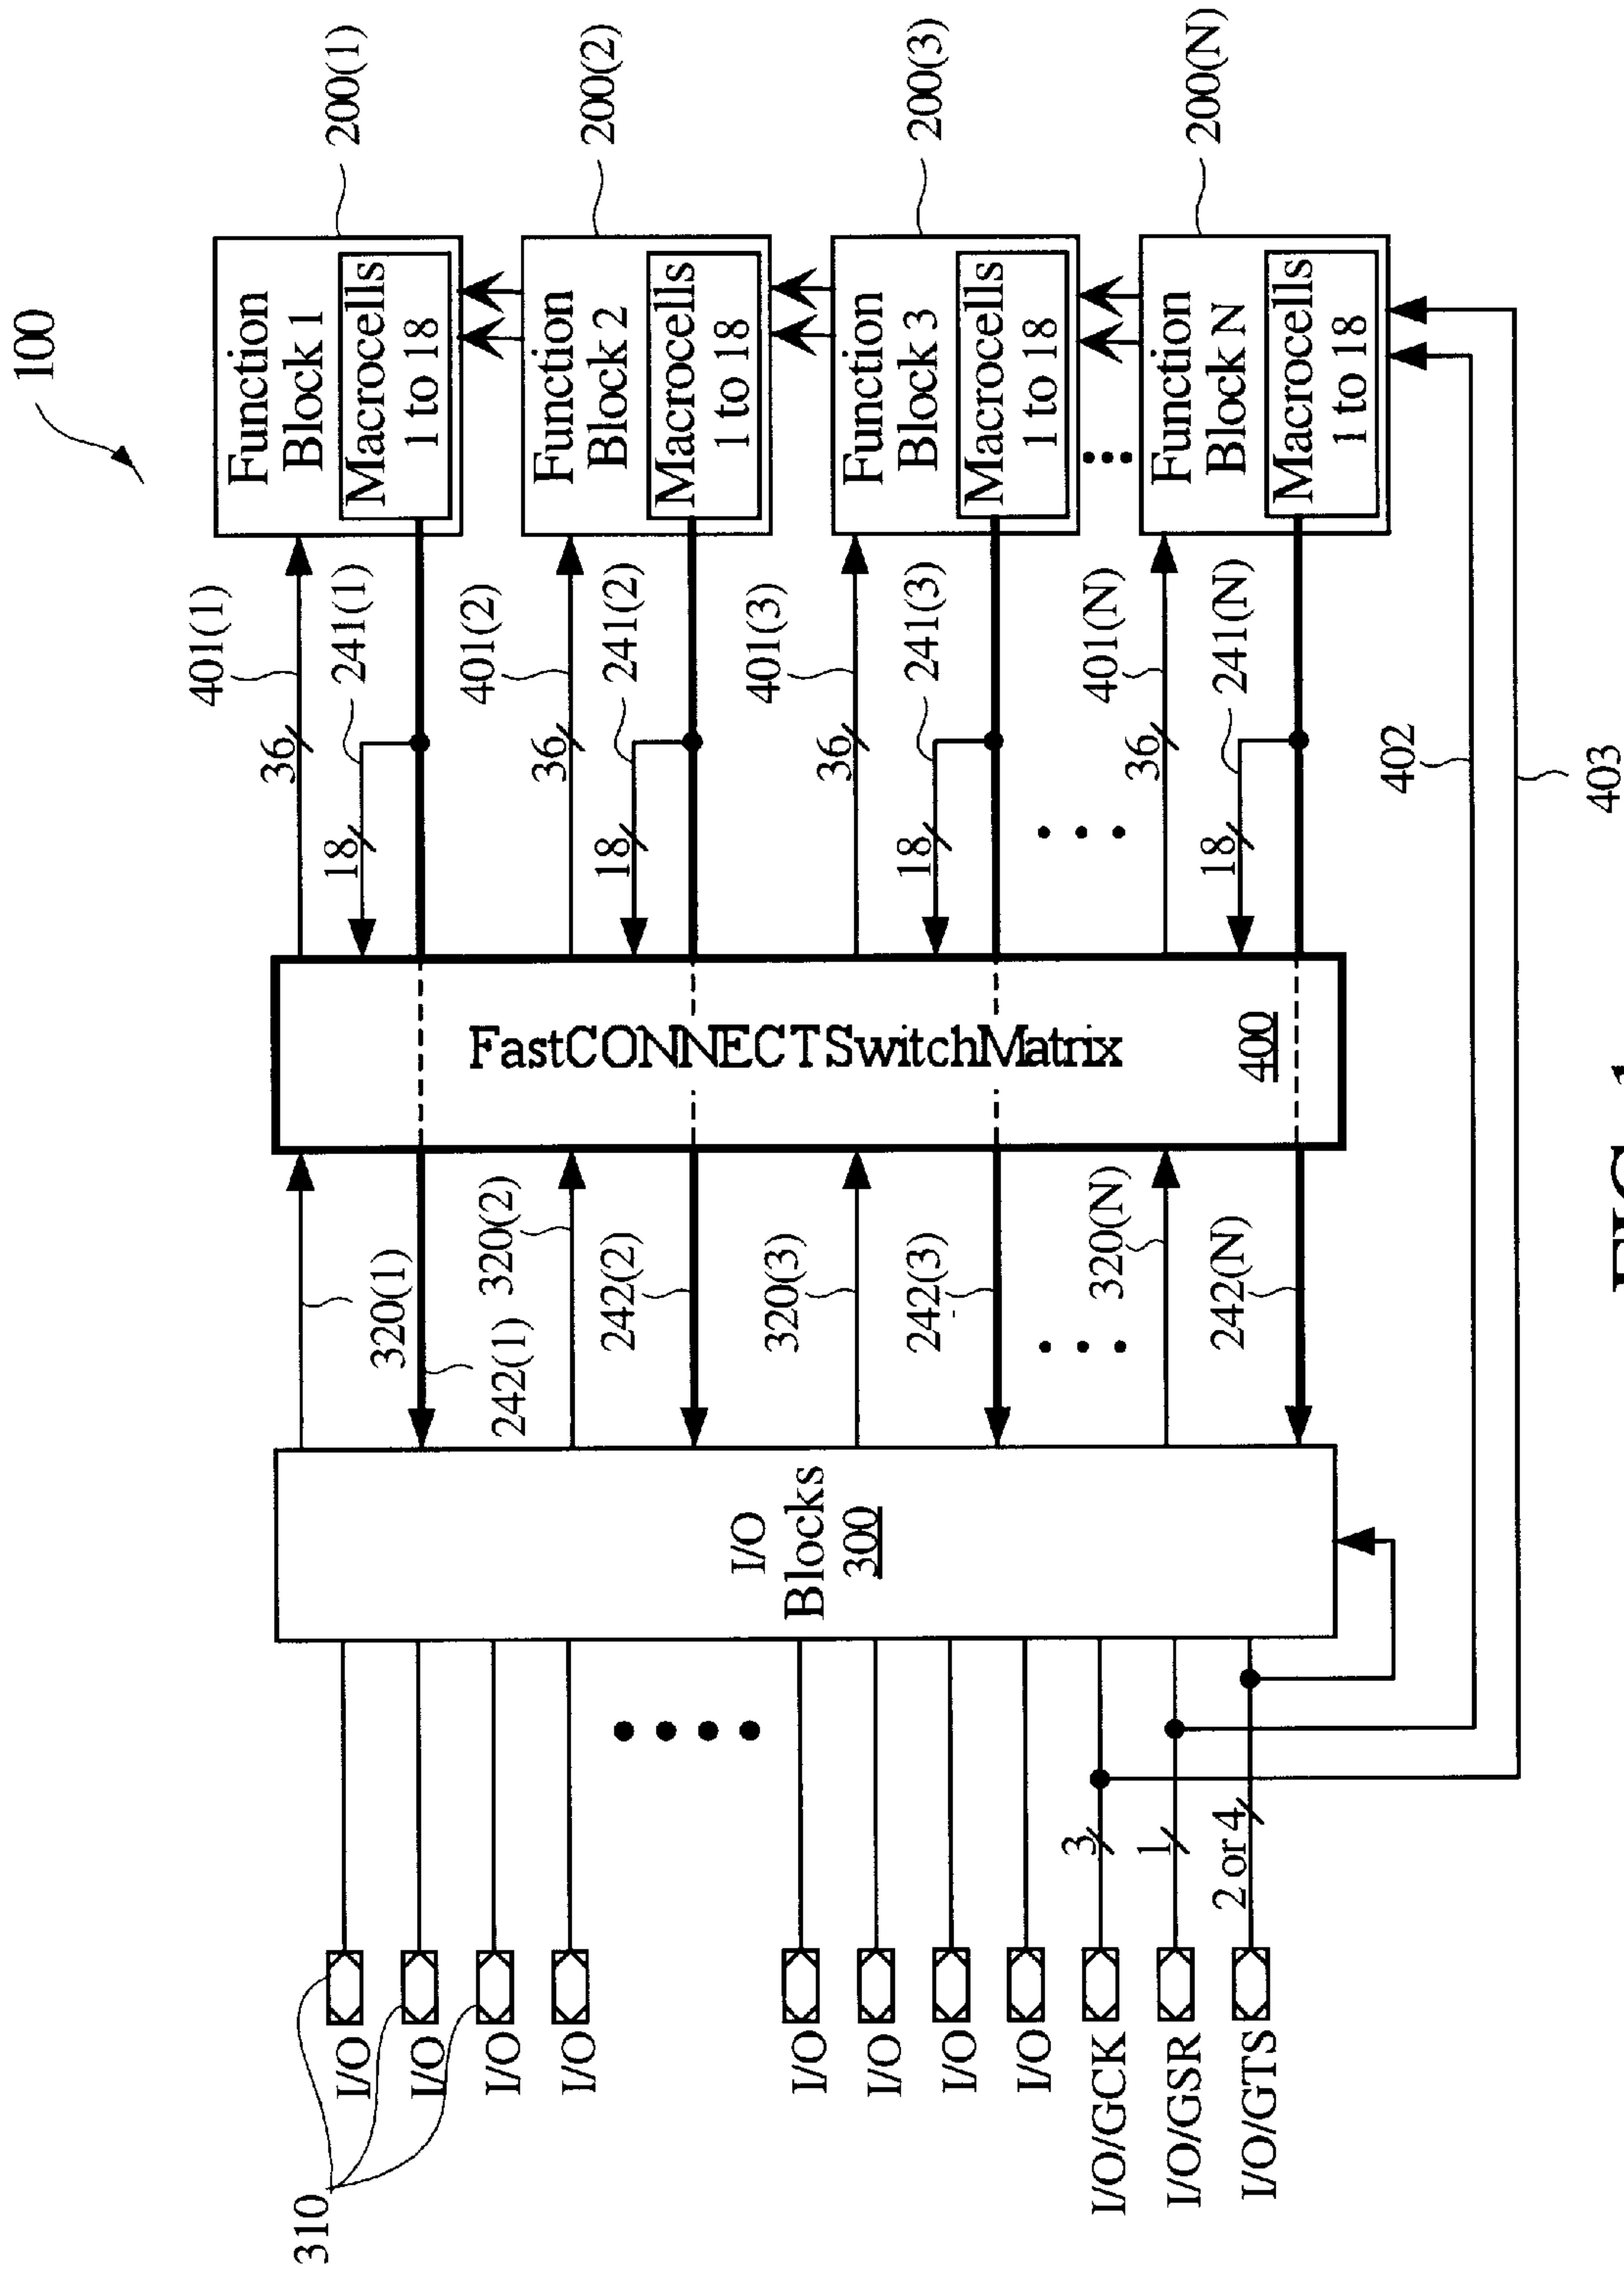 100
Function
Block 1
Macrocells
1 to 18
200(1)
Function
Block 2
Macrocells
1 to 18
200(2)
Function
Block 3
Macrocells
1 to 18
200(3)
Function
Block N
Macrocells
1 to 18
200(N)
401(1)
36
241(1)
18
401(2)
36
241(2)
18
401(3)
36
241(3)
18
401(N)
36
241(N)
18
402
403
FastCONNECTSwitchMatrix
400
320(1)
242(1)
320(2)
242(2)
320(3)
242(3)
320(N)
242(N)
I/O
Blocks
300
310
I/O
I/O
I/O
I/O
I/O
I/O
I/O
I/O
I/O/GCK
3
I/O/GSR
1
I/O/GTS
2 or 4